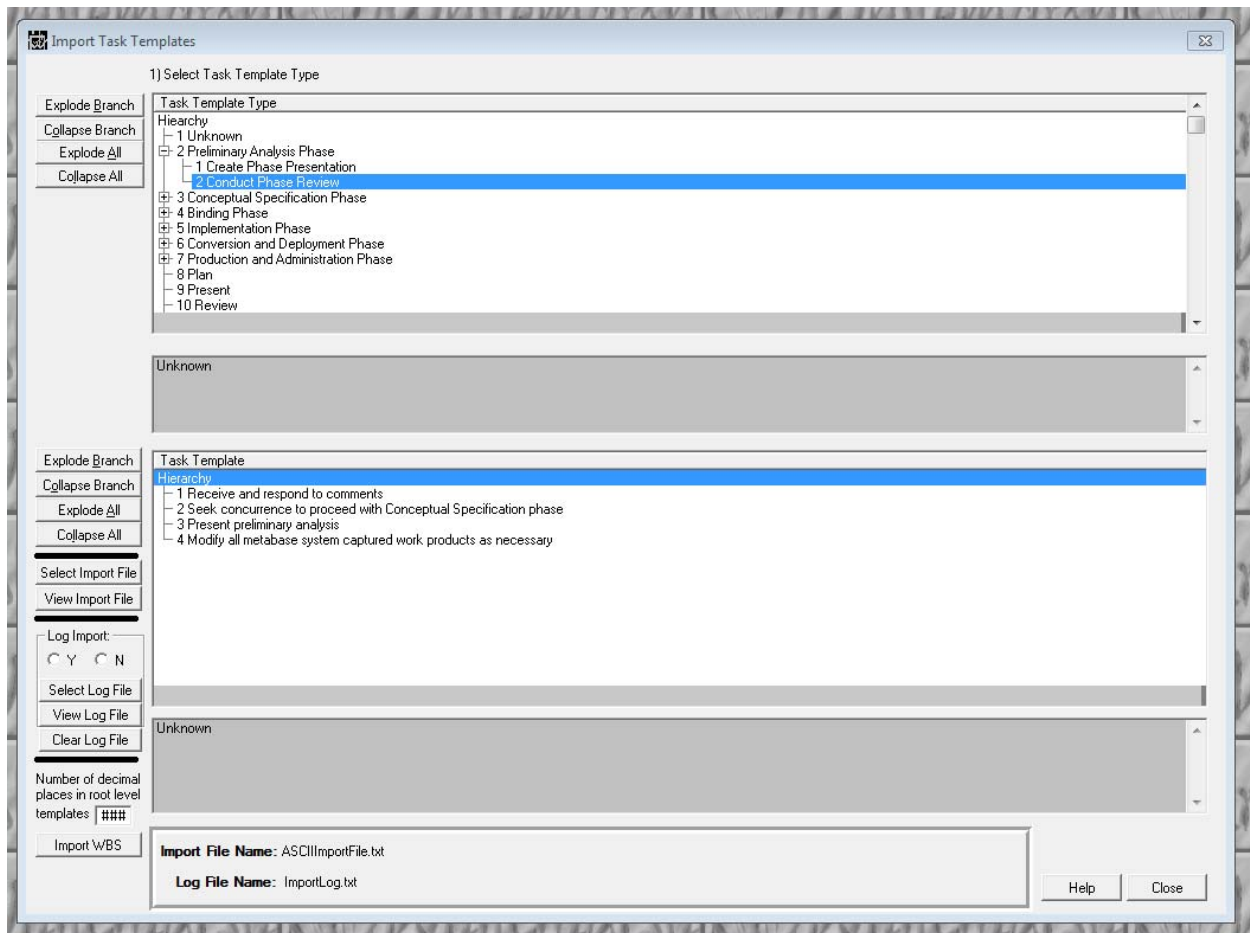 Import Task Templates
1) Select Task Template Type
Explode Branch
Collapse Branch
Explode All
Collapse All
Task Template Type
Hiearchy
1 Unknown
2 Preliminary Analysis Phase
1 Create Phase Presentation
2 Conduct Phase Review
3 Conceptual Specification Phase
4 Binding Phase
5 Implementation Phase
6 Conversion and Deployment Phase
7 Production and Administration Phase
8 Plan
9 Present
10 Review
Unknown
Explode Branch
Collapse Branch
Explode All
Collapse All
Task Template
Hierarchy
1 Receive and respond to comments
2 Seek concurrence to proceed with Conceptual Specification phase
3 Present preliminary analysis
4 Modify all metabase system captured work products as necessary
Select Import File
View Import File
Log Import:
Y N
Select Log File
View Log File
Clear Log File
Unknown
Number of decimal
places in root level
templates ###
Import WBS
Import File Name: ASCIIImportFile.txt
Log File Name: ImportLog.txt
Help
Close